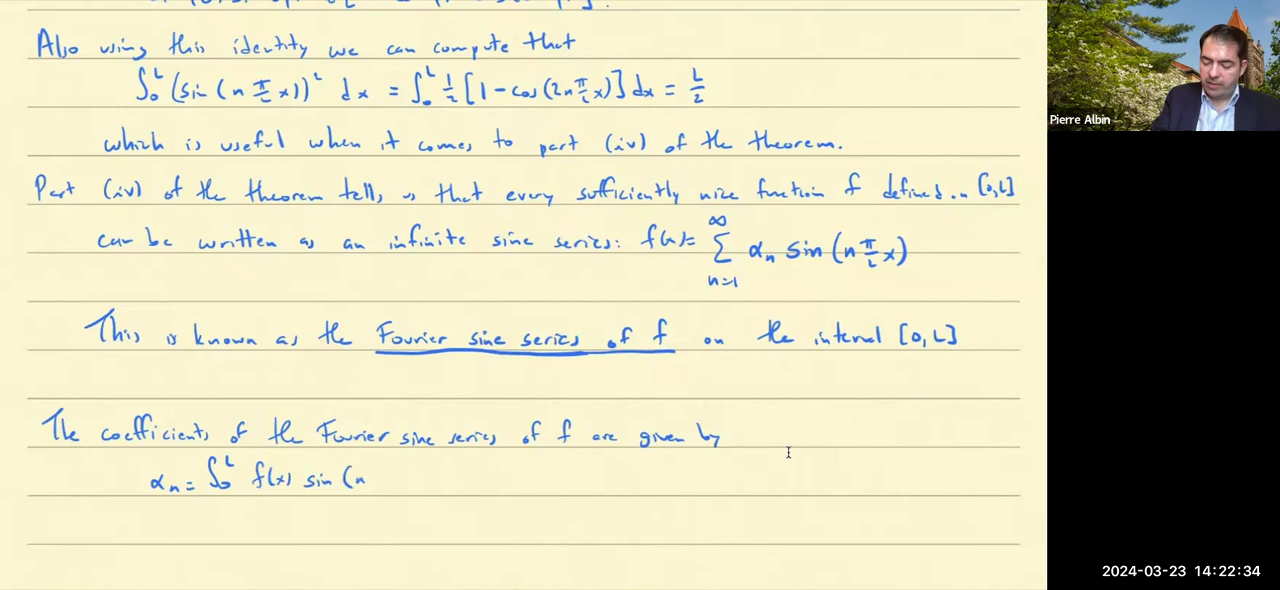 Also using this identity we can compute that
∫₀ᴸ (sin (n π/L x))² dx = ∫₀ᴸ 1/2 [1 - cos (2n π/L x)] dx = L/2
which is useful when it comes to part (iv) of the theorem.
Part (iv) of the theorem tells us that every sufficiently nice function f defined on [0,L]
can be written as an infinite sine series: f(x) = ∑_{n=1}^{∞} αₙ sin (n π/L x)
This is known as the Fourier sine series of f on the interval [0,L]
The coefficients of the Fourier sine series of f are given by
αₙ = ∫₀ᴸ f(x) sin (n
Pierre Albin
2024-03-23 14:22:34